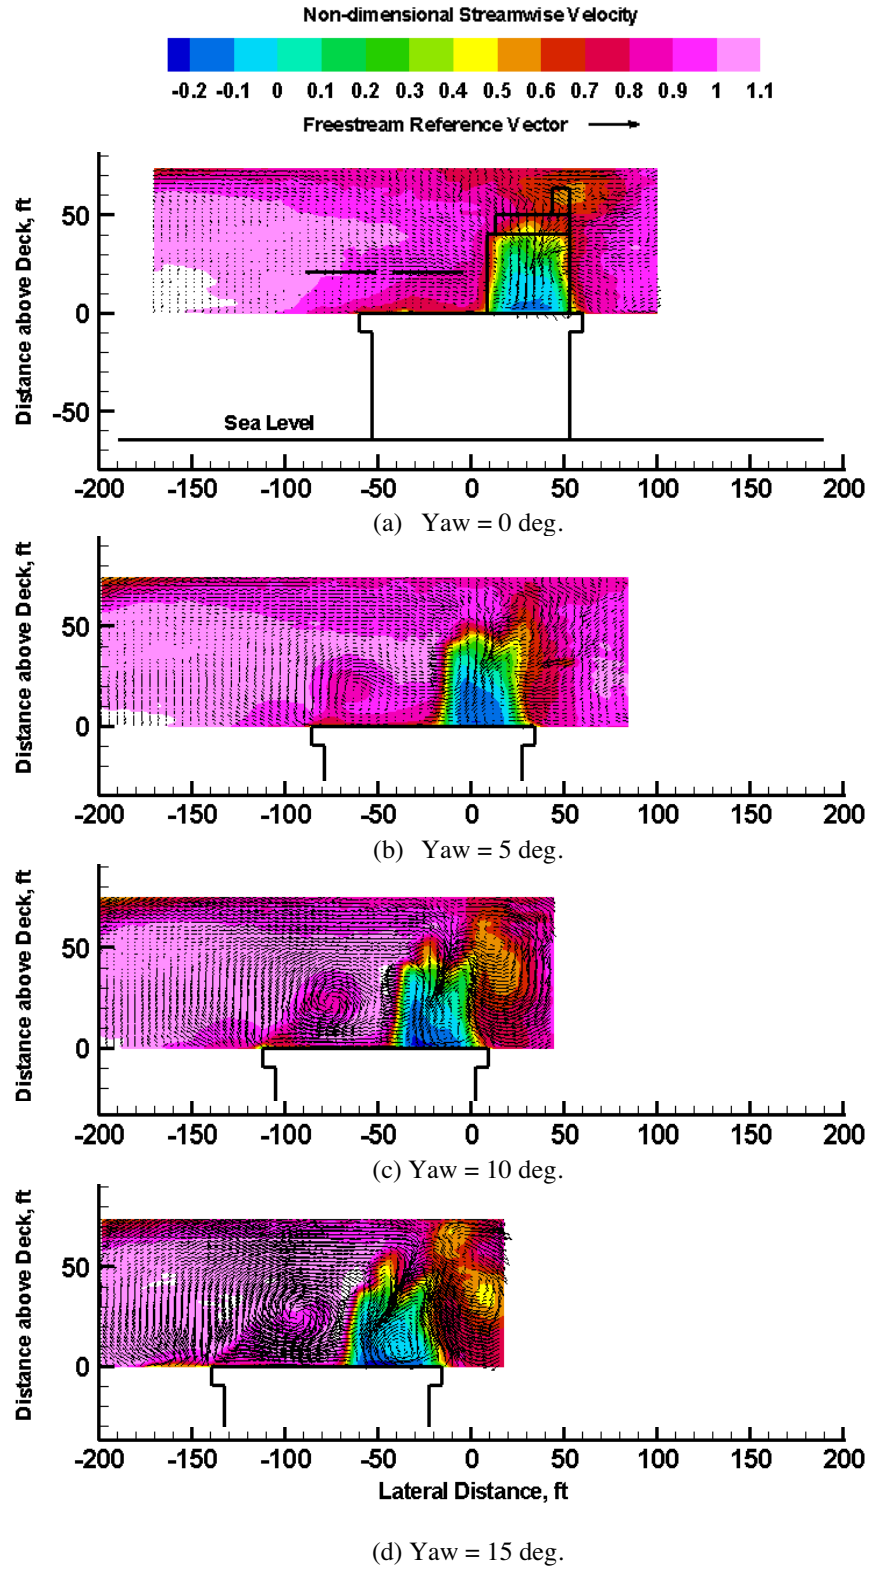 Non-dimensional Streamwise Velocity
-0.2 -0.1 0 0.1 0.2 0.3 0.4 0.5 0.6 0.7 0.8 0.9 1 1.1
Freestream Reference Vector
Distance above Deck, ft
50
0
-50
Sea Level
-200 -150 -100 -50 0 50 100 150 200
(a) Yaw = 0 deg.
Distance above Deck, ft
50
0
-200 -150 -100 -50 0 50 100 150 200
(b) Yaw = 5 deg.
Distance above Deck, ft
50
0
-200 -150 -100 -50 0 50 100 150 200
(c) Yaw = 10 deg.
Distance above Deck, ft
50
0
-200 -150 -100 -50 0 50 100 150 200
Lateral Distance, ft
(d) Yaw = 15 deg.